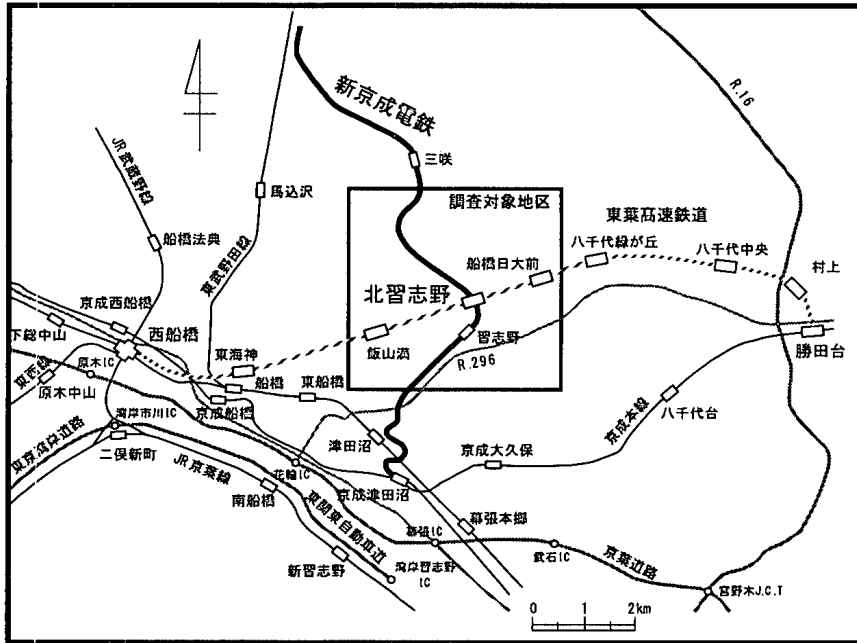 新京成電鉄
R.16
三咲
JR武蔵野線
馬込沢
調査対象地区
東葉高速鉄道
船橋法典
東武野田線
八千代緑が丘
八千代中央
船橋日大前
村上
北習志野
京成西船橋
西船橋
下総中山
習志野
東海神
飯山満
勝田台
東西線
原木IC
R.296
原木中山
船橋
東船橋
京成船橋
八千代台
京成本線
湾岸市川IC
津田沼
京成大久保
東京湾岸道路
二俣新町
JR京葉線
花輪IC
京成津田沼
南船橋
東関東自動車道
幕張本郷
幕張IC
武石IC
京葉道路
新習志野
湾岸習志野
IC
宮野木J.C.T
0 1 2km